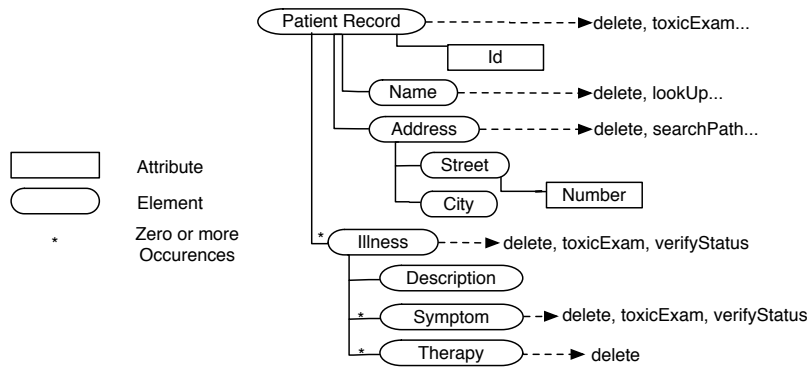 Patient Record
delete, toxicExam...
Id
Name
delete, lookUp...
Address
delete, searchPath...
Attribute
Street
Number
Element
City
*
Zero or more
Occurences
*
Illness
delete, toxicExam, verifyStatus
Description
*
Symptom
delete, toxicExam, verifyStatus
*
Therapy
delete